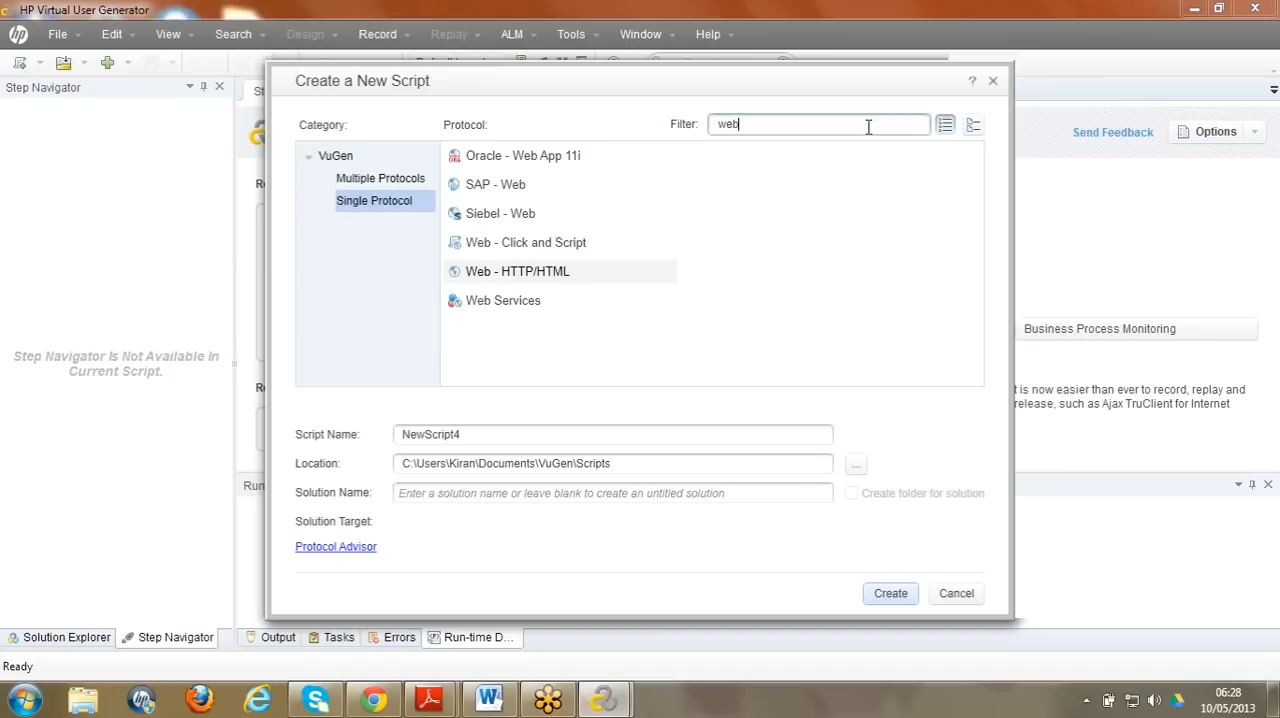 HP Virtual User Generator
File Edit View Search Design Record Replay ALM Tools Window Help
Step Navigator
Create a New Script
? ×
Category: Protocol: Filter: web
VuGen
Multiple Protocols
Single Protocol
Oracle - Web App 11i
SAP - Web
Siebel - Web
Web - Click and Script
Web - HTTP/HTML
Web Services
Send Feedback
Options
Step Navigator Is Not Available In
Current Script.
Business Process Monitoring
t is now easier than ever to record, replay and
release, such as Ajax TruClient for Internet
Script Name: NewScript4
Location: C:\Users\Kiran\Documents\VuGen\Scripts
...
Solution Name: Enter a solution name or leave blank to create an untitled solution
Create folder for solution
Solution Target:
Protocol Advisor
Create Cancel
Run
Solution Explorer Step Navigator Output Tasks Errors Run-time D...
Ready
06:28
10/05/2013